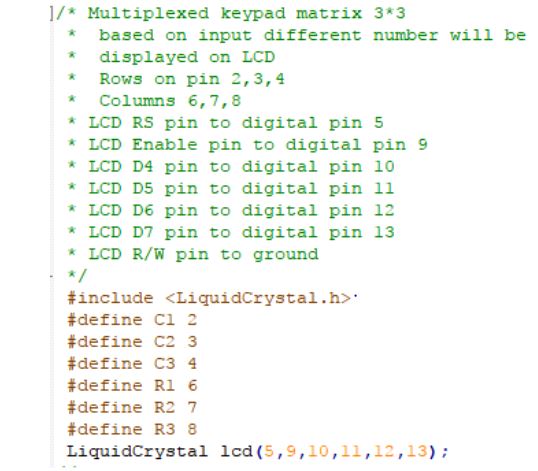 /* Multiplexed keypad matrix 3*3
* based on input different number will be
* displayed on LCD
* Rows on pin 2,3,4
* Columns 6,7,8
* LCD RS pin to digital pin 5
* LCD Enable pin to digital pin 9
* LCD D4 pin to digital pin 10
* LCD D5 pin to digital pin 11
* LCD D6 pin to digital pin 12
* LCD D7 pin to digital pin 13
* LCD R/W pin to ground
*/
#include <LiquidCrystal.h>
#define C1 2
#define C2 3
#define C3 4
#define R1 6
#define R2 7
#define R3 8
LiquidCrystal lcd(5,9,10,11,12,13);